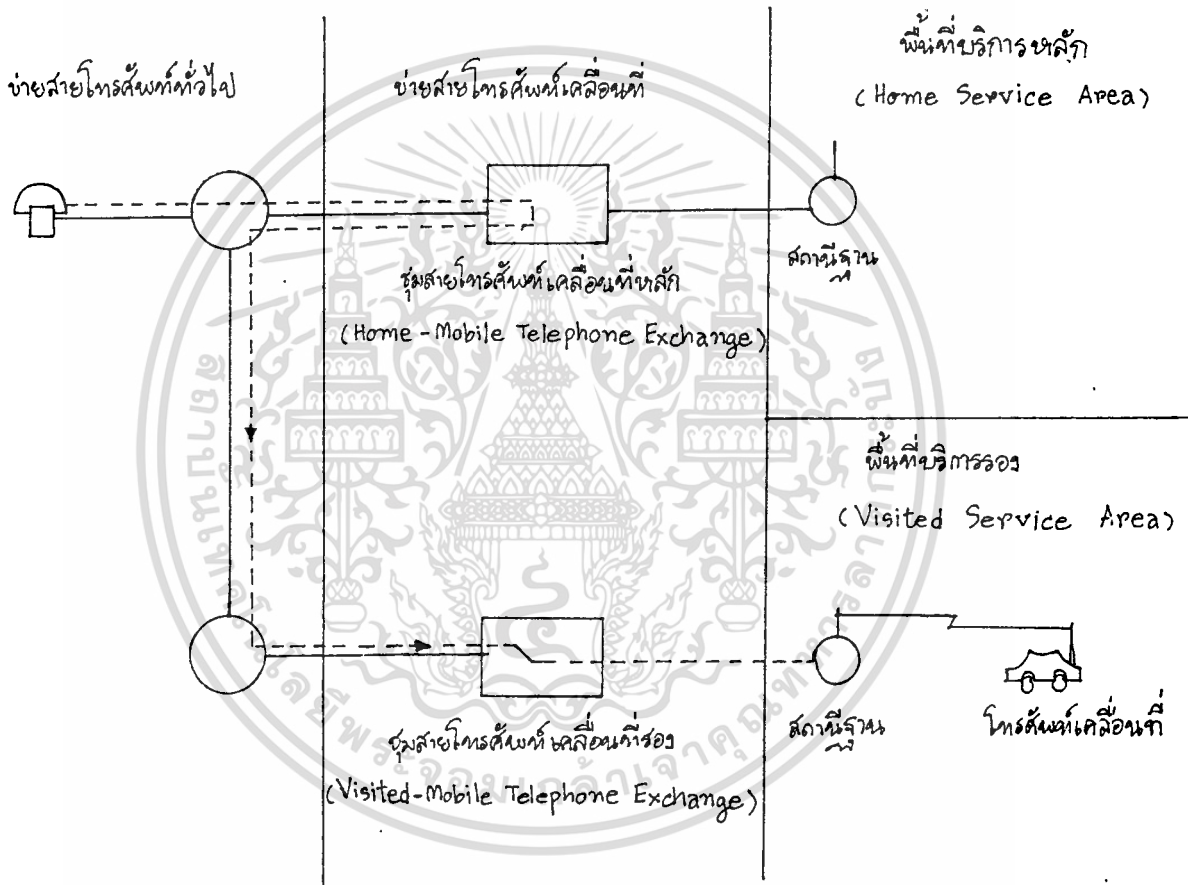 ข่ายสายโทรศัพท์ทั่วไป
ข่ายสายโทรศัพท์เคลื่อนที่
พื้นที่บริการหลัก
(Home Service Area)
สถานีฐาน
ชุมสายโทรศัพท์เคลื่อนที่หลัก
(Home-Mobile Telephone Exchange)
พื้นที่บริการรอง
(Visited Service Area)
สถานีฐาน
โทรศัพท์เคลื่อนที่
ชุมสายโทรศัพท์เคลื่อนที่รอง
(Visited-Mobile Telephone Exchange)